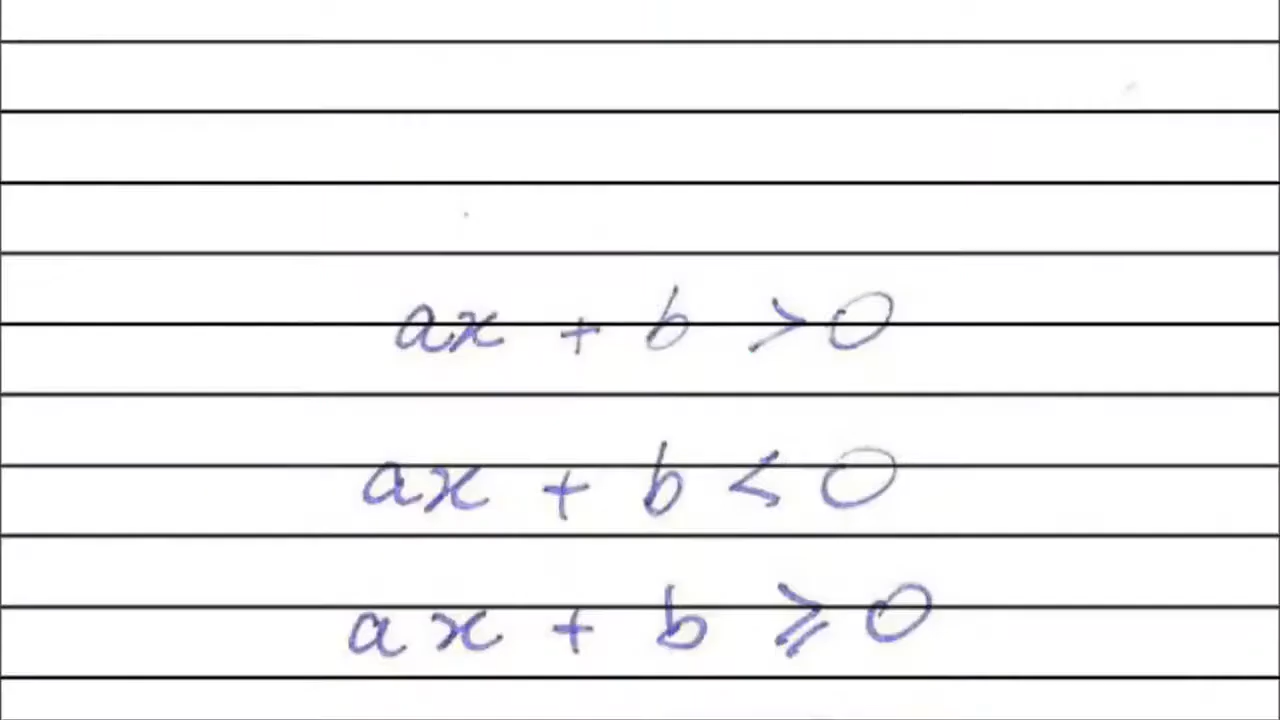 ax + b > 0
ax + b < 0
ax + b ⩾ 0